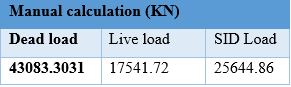 Manual calculation (KN)
Dead load Live load SID Load
43083.3031 17541.72 25644.86